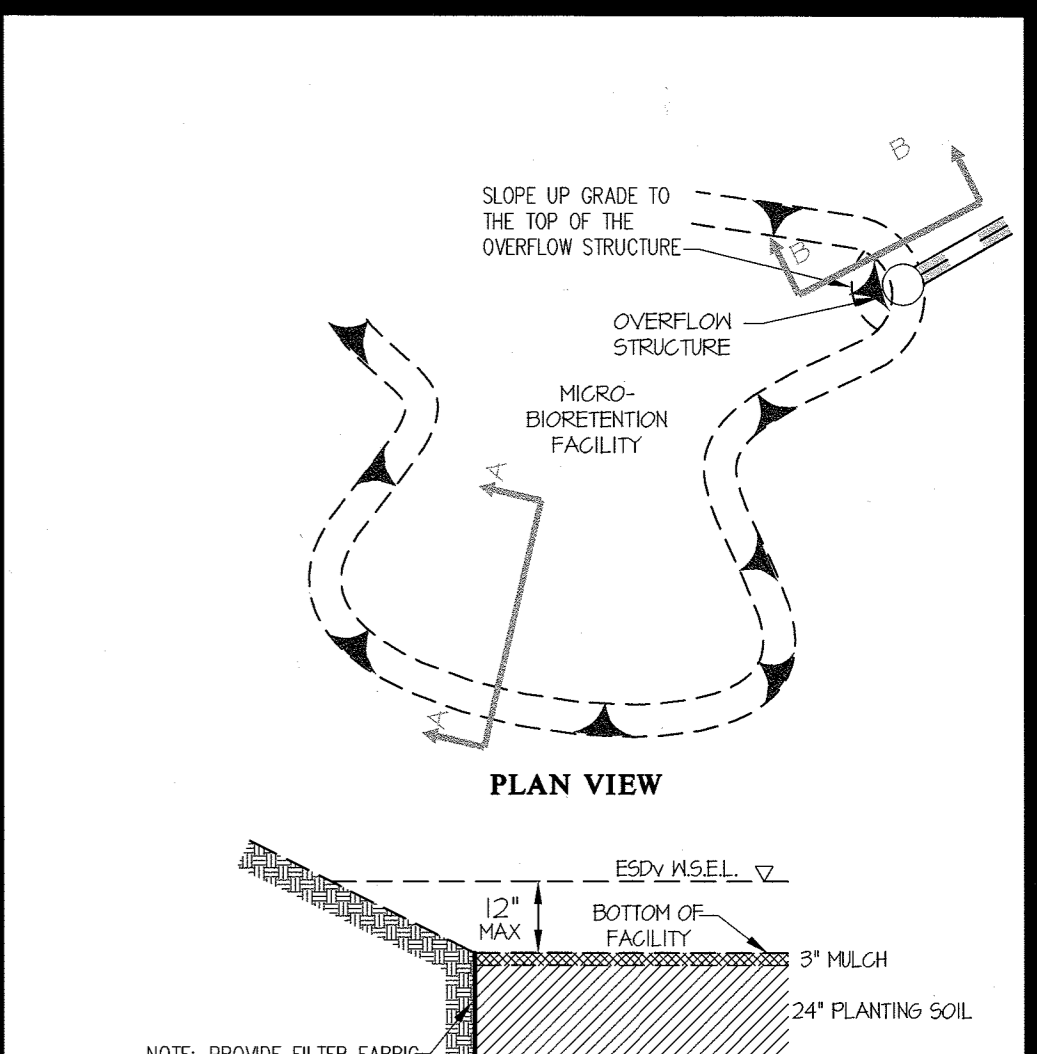 B
SLOPE UP GRADE TO
THE TOP OF THE
OVERFLOW STRUCTURE
B
OVERFLOW
STRUCTURE
MICRO-
BIORETENTION
FACILITY
A
A
PLAN VIEW
ESDv W.S.E.L.
12"
MAX
BOTTOM OF
FACILITY
3" MULCH
24" PLANTING SOIL
NOTE: PROVIDE FILTER FABRIC